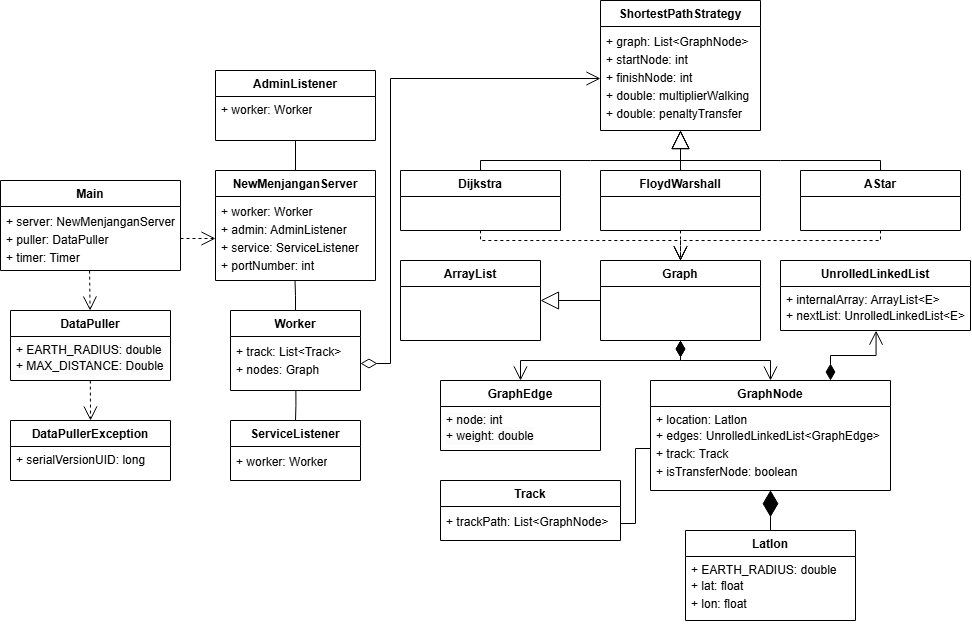 ShortestPathStrategy
+ graph: List<GraphNode>
+ startNode: int
+ finishNode: int
+ double: multiplierWalking
+ double: penaltyTransfer
AdminListener
+ worker: Worker
Main
+ server: NewMenjanganServer
+ puller: DataPuller
+ timer: Timer
NewMenjanganServer
+ worker: Worker
+ admin: AdminListener
+ service: ServiceListener
+ portNumber: int
Dijkstra
FloydWarshall
AStar
ArrayList
Graph
UnrolledLinkedList
+ internalArray: ArrayList<E>
+ nextList: UnrolledLinkedList<E>
DataPuller
+ EARTH_RADIUS: double
+ MAX_DISTANCE: Double
Worker
+ track: List<Track>
+ nodes: Graph
GraphEdge
+ node: int
+ weight: double
GraphNode
+ location: Latlon
+ edges: UnrolledLinkedList<GraphEdge>
+ track: Track
+ isTransferNode: boolean
DataPullerException
+ serialVersionUID: long
ServiceListener
+ worker: Worker
Track
+ trackPath: List<GraphNode>
Latlon
+ EARTH_RADIUS: double
+ lat: float
+ lon: float